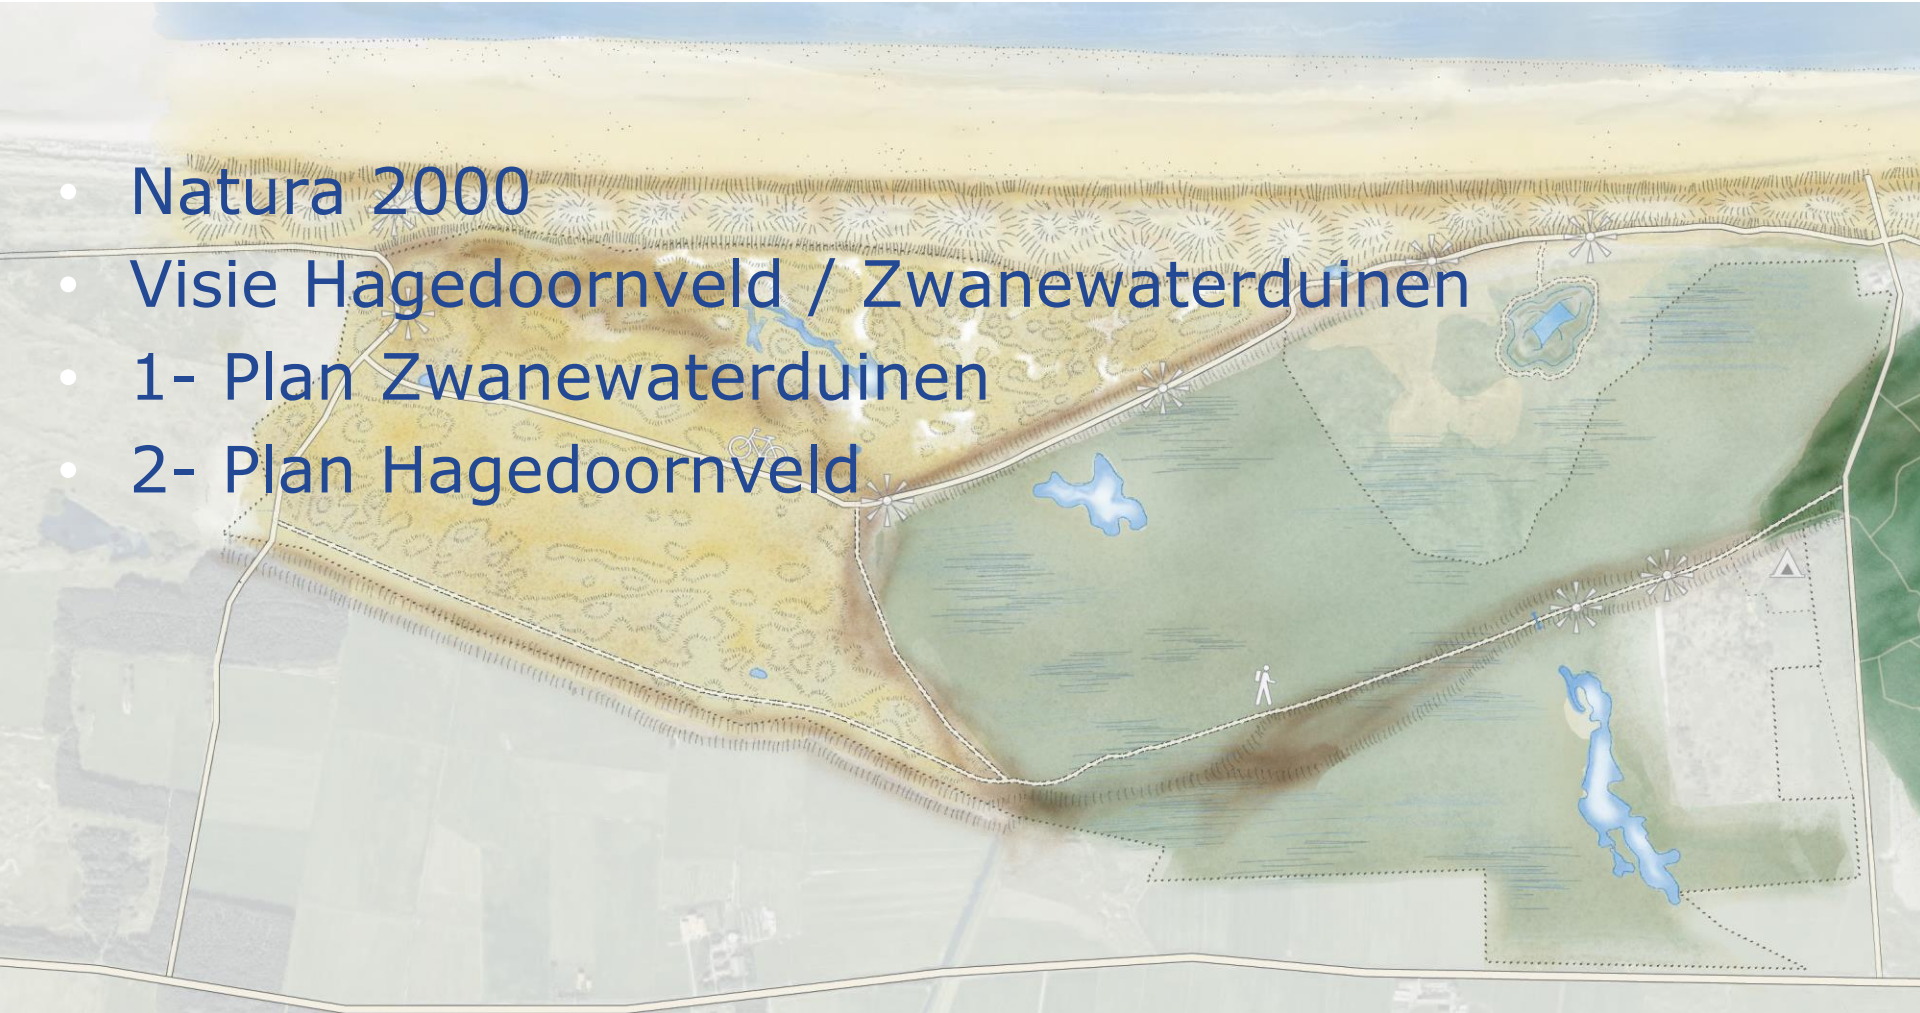 Natura 2000
Visie Hagedoornveld / Zwanewaterduinen
1- Plan Zwanewaterduinen
2- Plan Hagedoornveld